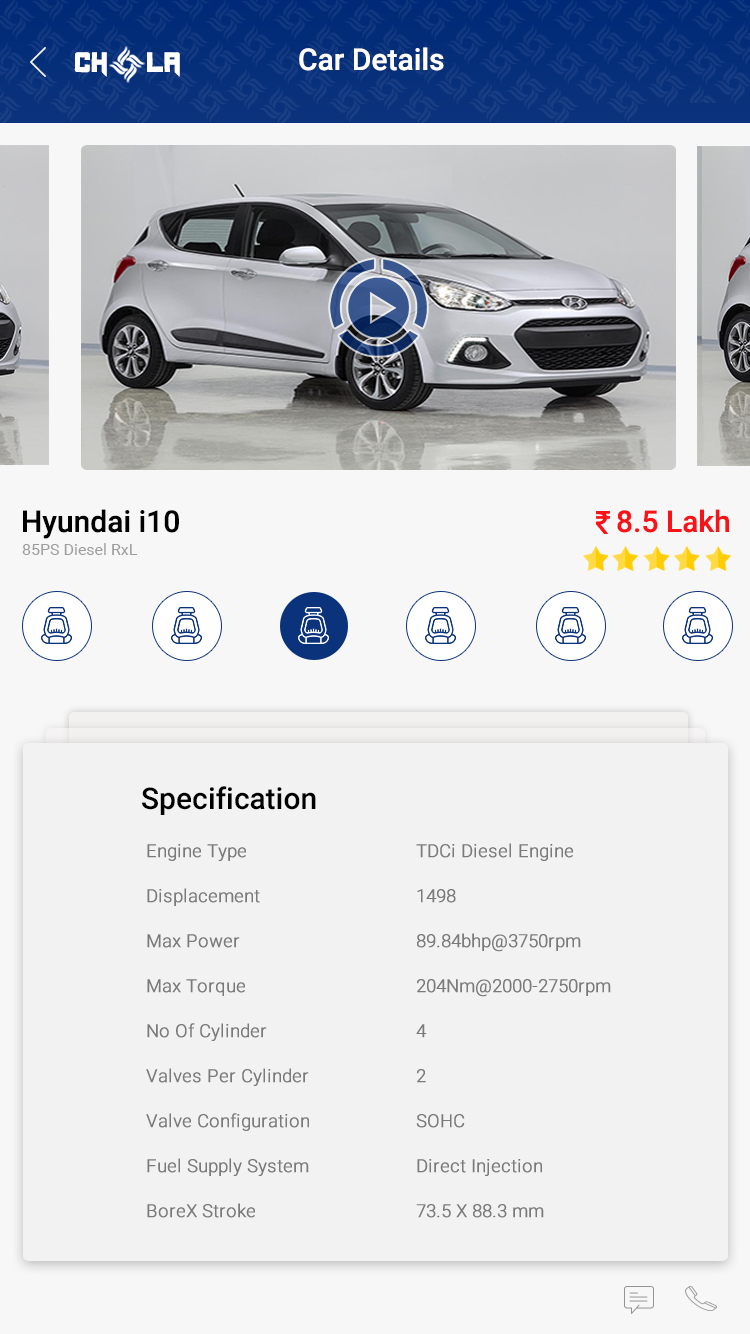 CHOLA
Car Details
Hyundai i10
₹ 8.5 Lakh
85PS Diesel RxL
Specification
Engine Type TDCi Diesel Engine
Displacement 1498
Max Power 89.84bhp@3750rpm
Max Torque 204Nm@2000-2750rpm
No Of Cylinder 4
Valves Per Cylinder 2
Valve Configuration SOHC
Fuel Supply System Direct Injection
BoreX Stroke 73.5 X 88.3 mm